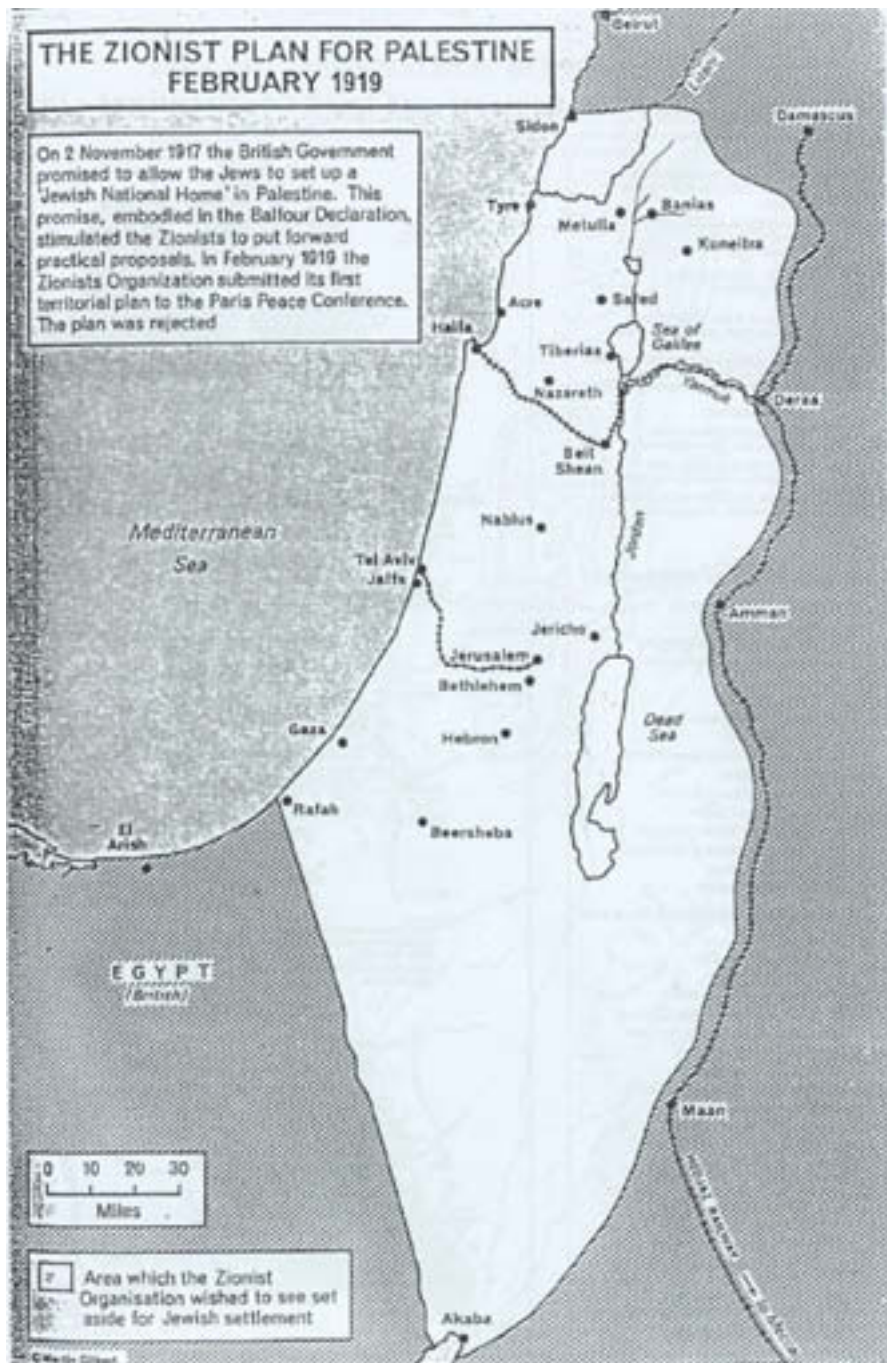 Beirut
THE ZIONIST PLAN FOR PALESTINE
FEBRUARY 1919
Litani
Damascus
Sidon
On 2 November 1917 the British Government
promised to allow the Jews to set up a
'Jewish National Home' in Palestine. This
promise, embodied in the Balfour Declaration,
stimulated the Zionists to put forward
practical proposals. In February 1919 the
Zionists Organization submitted its first
territorial plan to the Paris Peace Conference.
The plan was rejected
Tyre
Banias
Metulla
Kuneitra
Acre
Safed
Haifa
Sea of
Galilee
Tiberias
Nazareth
Yarmuk
Deraa
Beit
Shean
Nablus
Jordan
Mediterranean
Sea
Tel Aviv
Jaffa
Amman
Jericho
Jerusalem
Bethlehem
Dead
Sea
Gaza
Hebron
Rafah
Beersheba
El
Arish
EGYPT
(British)
Maan
0 10 20 30
Miles
HEDJAZ RAILWAY
Area which the Zionist
Organisation wished to see set
aside for Jewish settlement
Akaba
© Martin Gilbert